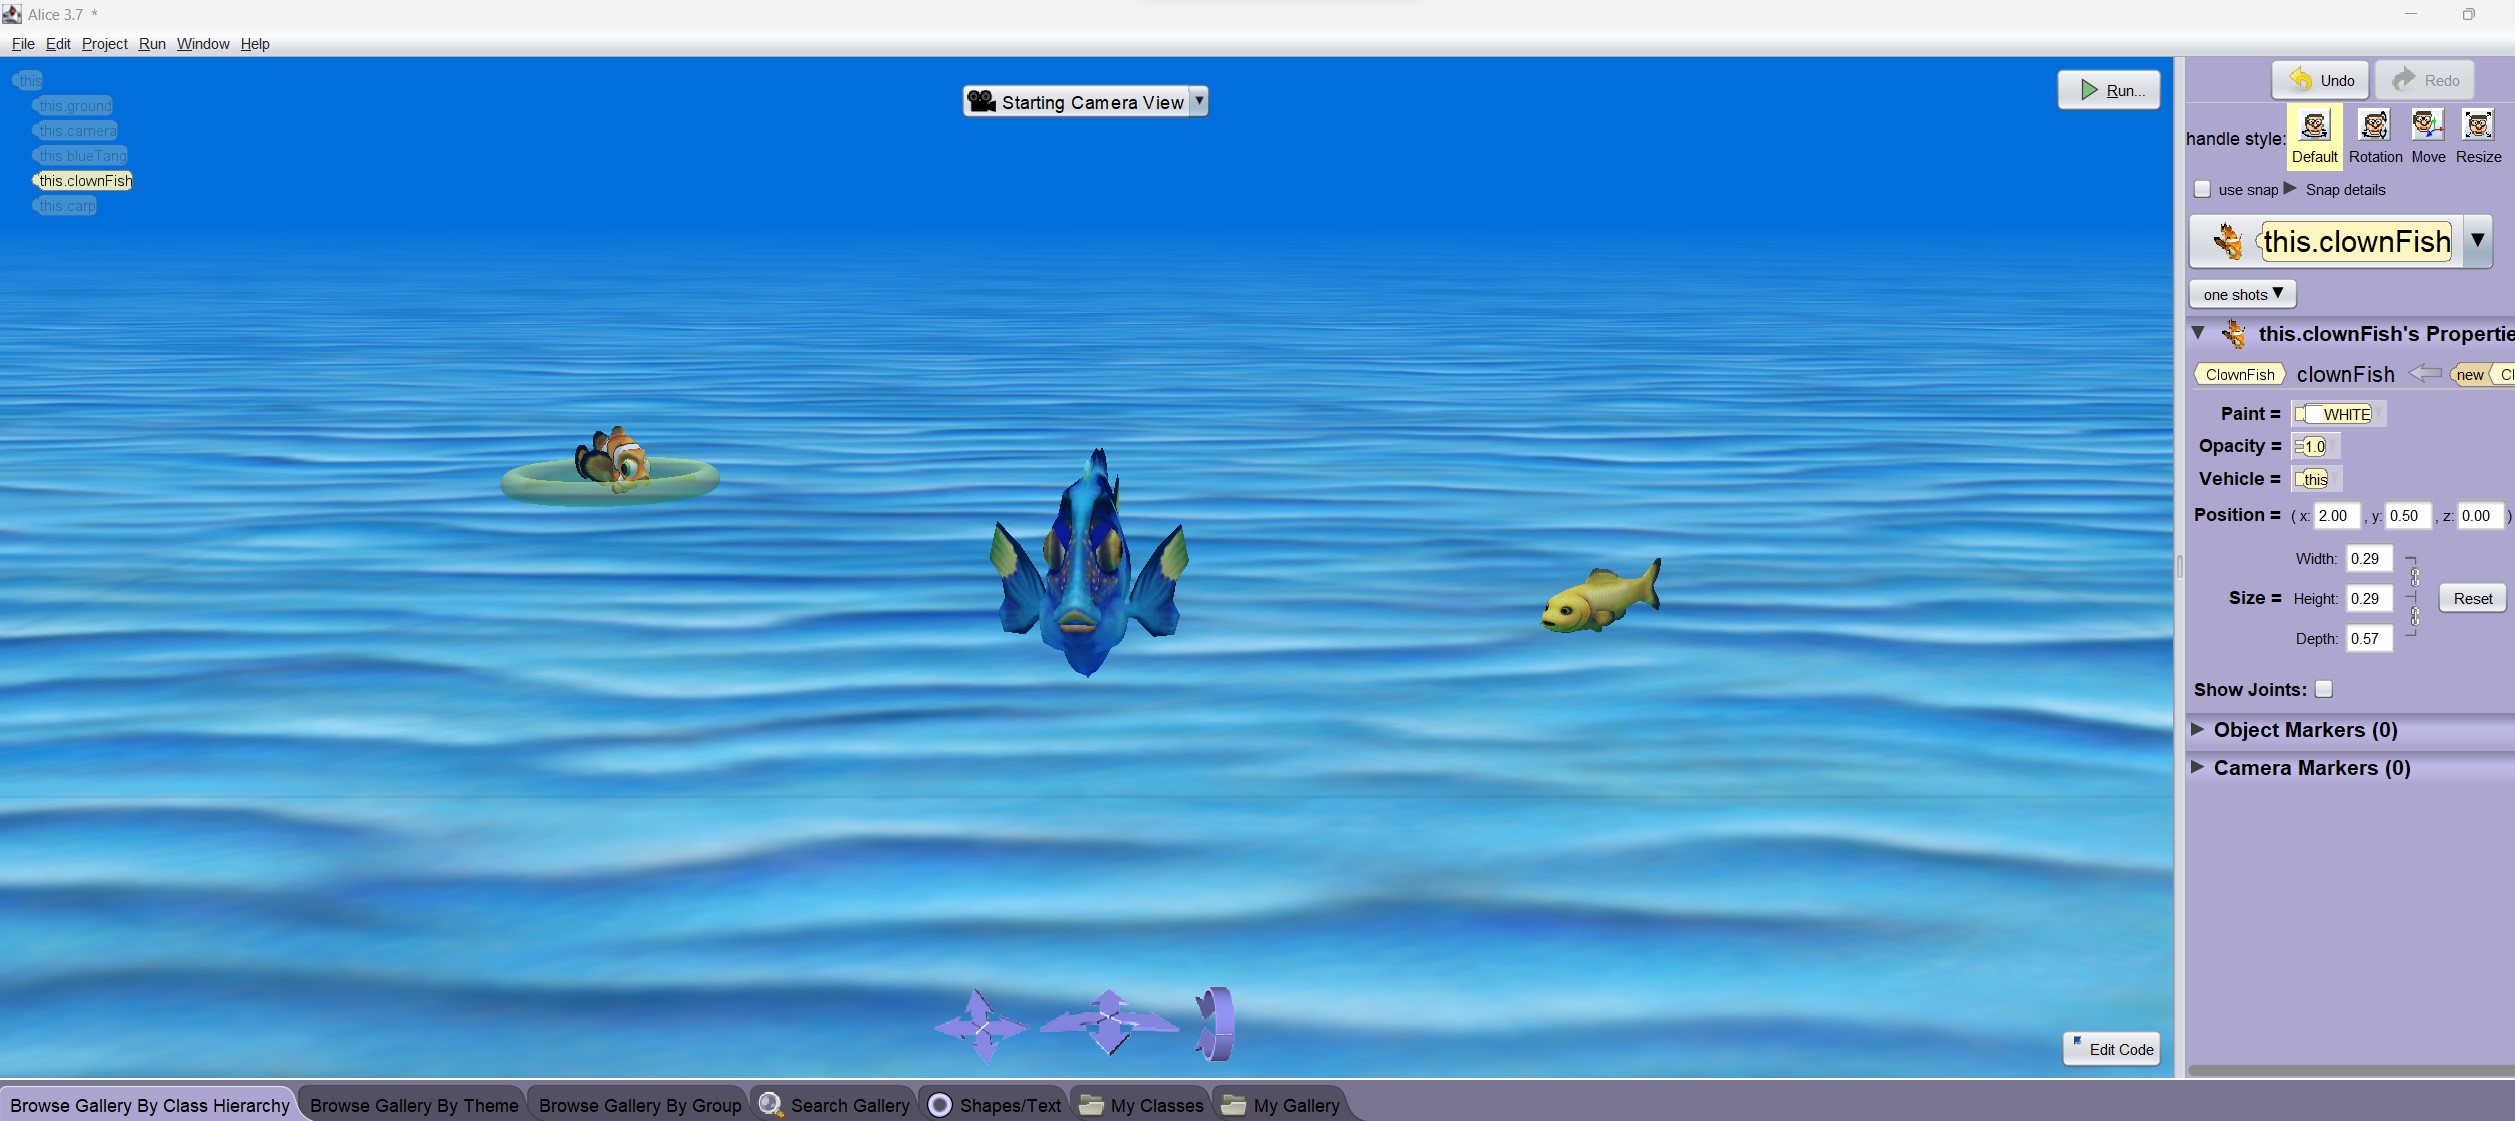 Alice 3.7 *
File Edit Project Run Window Help
this
this.ground
this.camera
this.blueTang
this.clownFish
this.carp
Starting Camera View
Run...
Undo Redo
handle style:
Default Rotation Move Resize
use snap Snap details
this.clownFish
one shots
this.clownFish's Propertie
ClownFish clownFish new Cl
Paint = WHITE
Opacity = 1.0
Vehicle = this
Position = ( x: 2.00 , y: 0.50 , z: 0.00 )
Width: 0.29
Size = Height: 0.29 Reset
Depth: 0.57
Show Joints:
Object Markers (0)
Camera Markers (0)
Edit Code
Browse Gallery By Class Hierarchy Browse Gallery By Theme Browse Gallery By Group Search Gallery Shapes/Text My Classes My Gallery